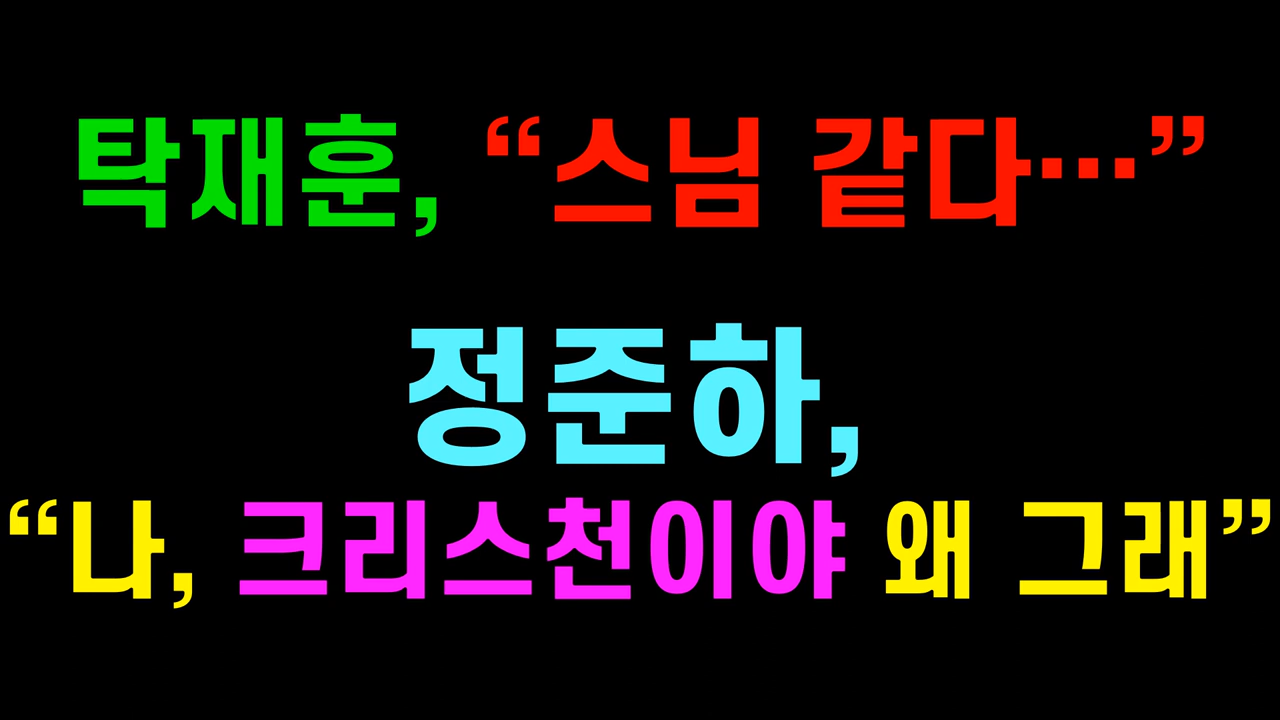 탁재훈, “스님 같다…”
정준하,
“나, 크리스천이야 왜 그래”